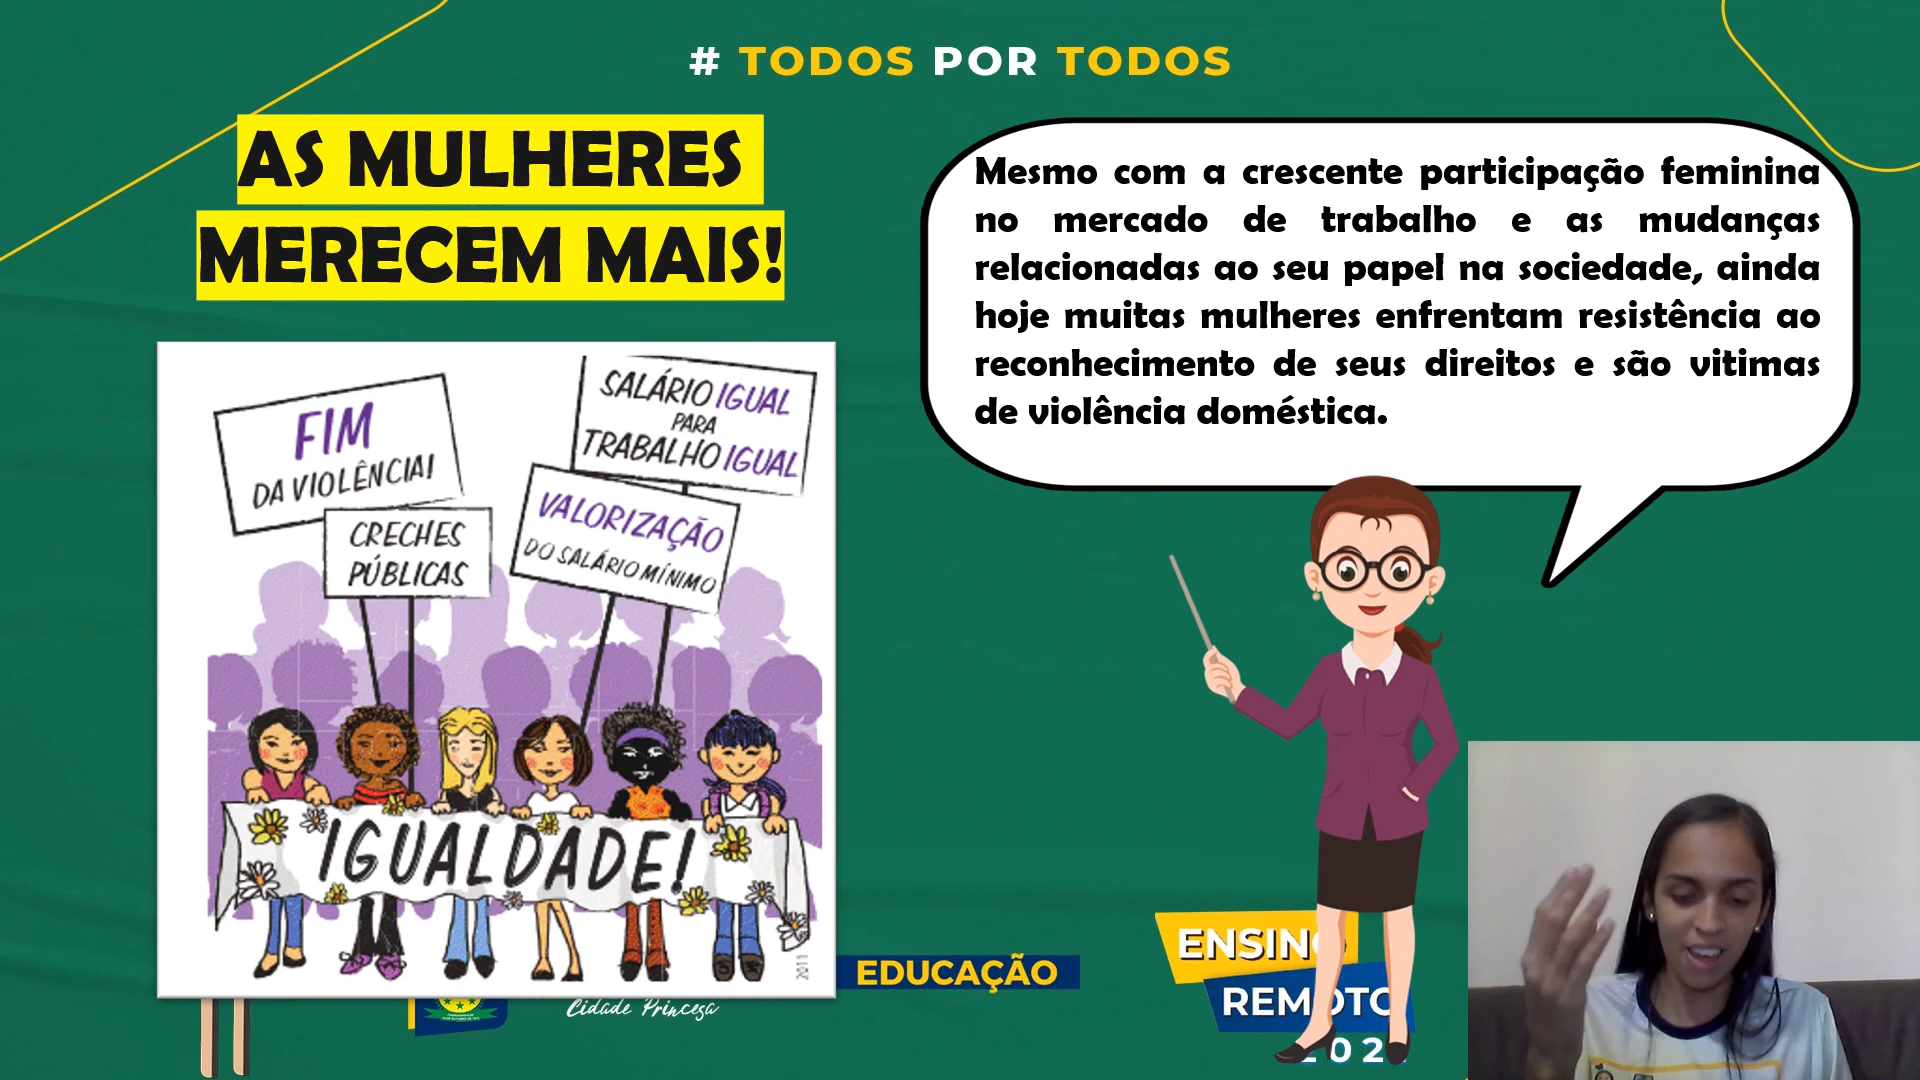 # TODOS POR TODOS
AS MULHERES
MERECEM MAIS!
Mesmo com a crescente participação feminina
no mercado de trabalho e as mudanças
relacionadas ao seu papel na sociedade, ainda
hoje muitas mulheres enfrentam resistência ao
reconhecimento de seus direitos e são vitimas
de violência doméstica.
FIM
DA VIOLÊNCIA!
SALÁRIO IGUAL
PARA
TRABALHO IGUAL
CRECHES
PÚBLICAS
VALORIZAÇÃO
DO SALÁRIO MÍNIMO
IGUALDADE!
2011
EDUCAÇÃO
Cidade Princesa
ENSINO
REMOTO
202